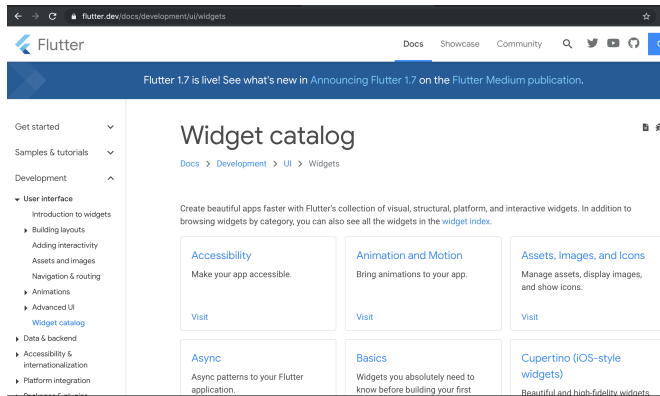 flutter.dev/docs/development/ui/widgets
Flutter
Docs Showcase Community
Flutter 1.7 is live! See what's new in Announcing Flutter 1.7 on the Flutter Medium publication.
Get started
Samples & tutorials
Development
User interface
Introduction to widgets
Building layouts
Adding interactivity
Assets and images
Navigation & routing
Animations
Advanced UI
Widget catalog
Data & backend
Accessibility &
internationalization
Platform integration
Widget catalog
Docs > Development > UI > Widgets
Create beautiful apps faster with Flutter's collection of visual, structural, platform, and interactive widgets. In addition to
browsing widgets by category, you can also see all the widgets in the widget index.
Accessibility
Make your app accessible.
Visit
Animation and Motion
Bring animations to your app.
Visit
Assets, Images, and Icons
Manage assets, display images,
and show icons.
Visit
Async
Async patterns to your Flutter
application.
Basics
Widgets you absolutely need to
know before building your first
Cupertino (iOS-style
widgets)
Beautiful and high-fidelity widgets